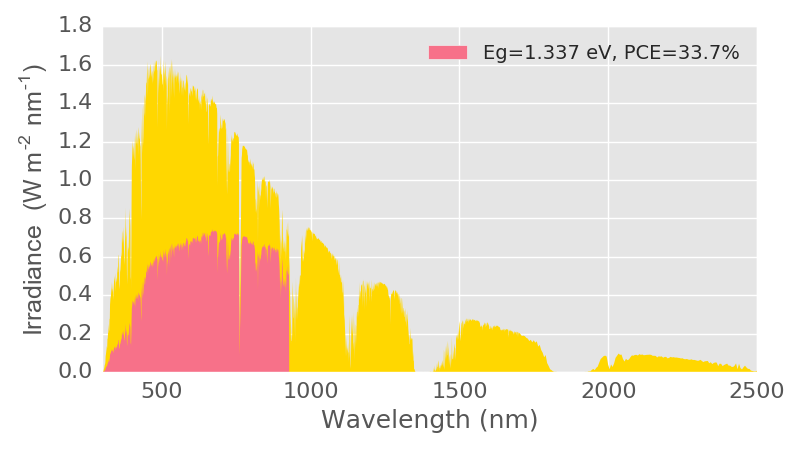 1.8
1.6
1.4
1.2
1.0
0.8
0.6
0.4
0.2
0.0
Irradiance (W m⁻² nm⁻¹)
Eg=1.337 eV, PCE=33.7%
500 1000 1500 2000 2500
Wavelength (nm)